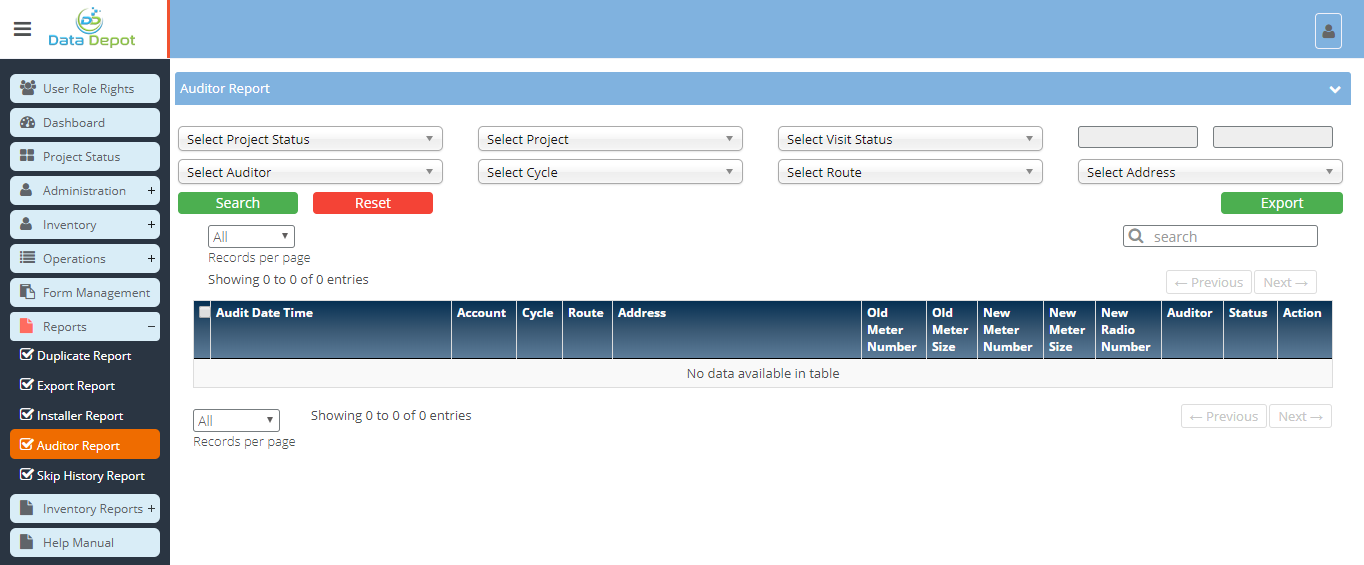 Data Depot
User Role Rights
Dashboard
Project Status
Administration +
Inventory +
Operations +
Form Management
Reports −
Duplicate Report
Export Report
Installer Report
Auditor Report
Skip History Report
Inventory Reports +
Help Manual
Auditor Report
Select Project Status Select Project Select Visit Status
Select Auditor Select Cycle Select Route Select Address
Search Reset Export
All search
Records per page
Showing 0 to 0 of 0 entries
← Previous Next →
Audit Date Time Account Cycle Route Address Old Meter Number Old Meter Size New Meter Number New Meter Size New Radio Number Auditor Status Action
No data available in table
All Showing 0 to 0 of 0 entries ← Previous Next →
Records per page